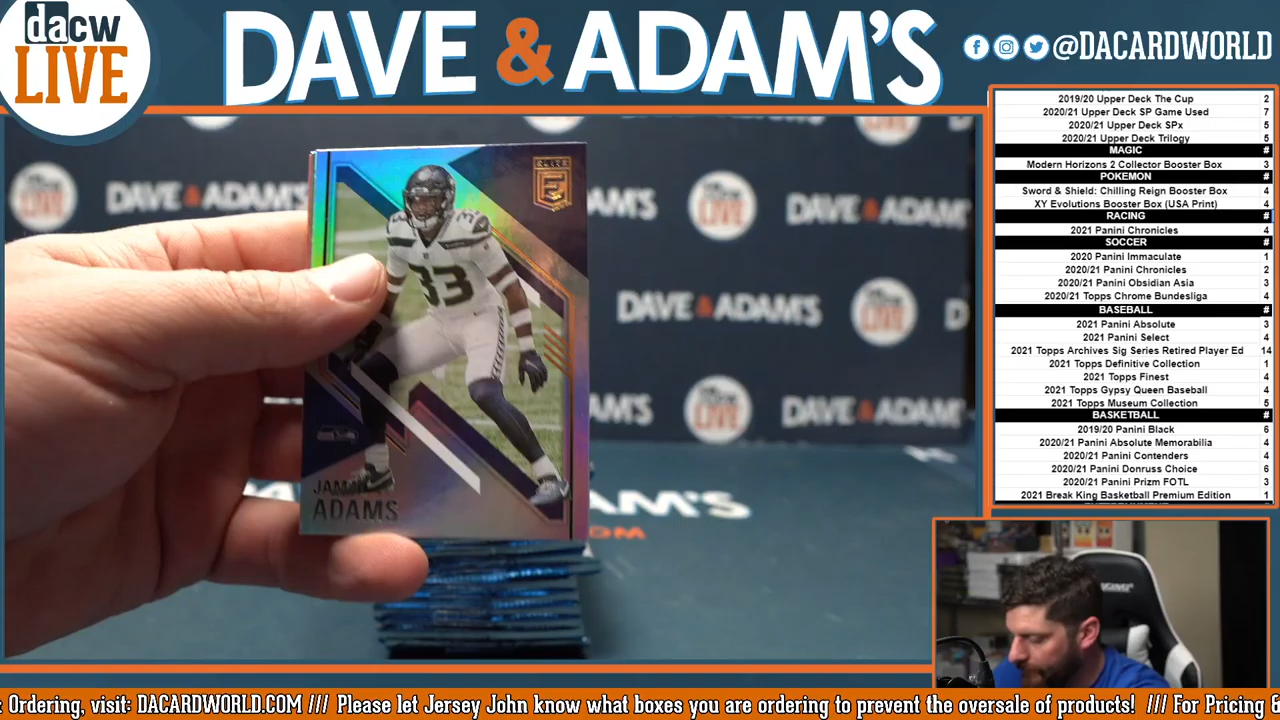 dacw
LIVE
DAVE & ADAM'S
@DACARDWORLD
2019/20 Upper Deck The Cup 2
2020/21 Upper Deck SP Game Used 7
2020/21 Upper Deck SPx 5
2020/21 Upper Deck Trilogy 5
MAGIC #
Modern Horizons 2 Collector Booster Box 3
POKEMON #
Sword & Shield: Chilling Reign Booster Box 4
XY Evolutions Booster Box (USA Print) 4
RACING #
2021 Panini Chronicles 4
SOCCER #
2020 Panini Immaculate 1
2020/21 Panini Chronicles 2
2020/21 Panini Obsidian Asia 3
2020/21 Topps Chrome Bundesliga 4
BASEBALL #
2021 Panini Absolute 3
2021 Panini Select 4
2021 Topps Archives Sig Series Retired Player Ed 14
2021 Topps Definitive Collection 1
2021 Topps Finest 4
2021 Topps Gypsy Queen Baseball 4
2021 Topps Museum Collection 5
BASKETBALL #
2019/20 Panini Black 6
2020/21 Panini Absolute Memorabilia 4
2020/21 Panini Contenders 4
2020/21 Panini Donruss Choice 6
2020/21 Panini Prizm FOTL 3
2021 Break King Basketball Premium Edition 1
ELITE
33
ADAMS
DAVE & ADAM'S
DAVE & ADAM'S
DAVE & ADAM'S
: Ordering, visit: DACARDWORLD.COM /// Please let Jersey John know what boxes you are ordering to prevent the oversale of products! /// For Pricing &